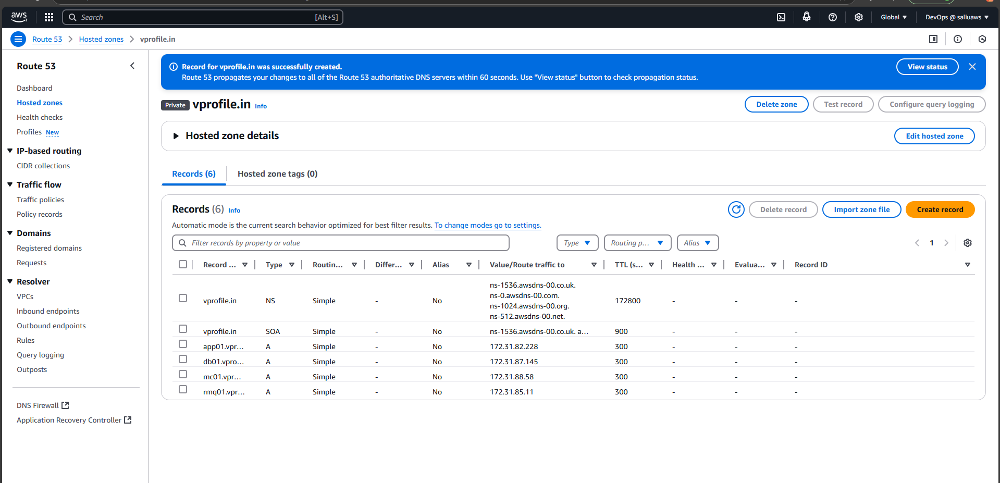 aws
Search [Alt+S]
Global
DevOps @ saliuaws
Route 53 Hosted zones vprofile.in
Route 53
Dashboard
Hosted zones
Health checks
Profiles New
IP-based routing
CIDR collections
Traffic flow
Traffic policies
Policy records
Domains
Registered domains
Requests
Resolver
VPCs
Inbound endpoints
Outbound endpoints
Rules
Query logging
Outposts
DNS Firewall
Application Recovery Controller
Record for vprofile.in was successfully created.
Route 53 propagates your changes to all of the Route 53 authoritative DNS servers within 60 seconds. Use "View status" button to check propagation status.
View status
Private vprofile.in Info
Delete zone Test record Configure query logging
Hosted zone details
Edit hosted zone
Records (6) Hosted zone tags (0)
Records (6) Info
Delete record Import zone file Create record
Automatic mode is the current search behavior optimized for best filter results. To change modes go to settings.
Filter records by property or value
Type Routing p... Alias
1
Record ... Type Routin... Differ... Alias Value/Route traffic to TTL (s... Health ... Evalua... Record ID
ns-1536.awsdns-00.co.uk.
ns-0.awsdns-00.com.
vprofile.in NS Simple - No 172800 - - -
ns-1024.awsdns-00.org.
ns-512.awsdns-00.net.
vprofile.in SOA Simple - No ns-1536.awsdns-00.co.uk. a... 900 - - -
app01.vpr... A Simple - No 172.31.82.228 300 - - -
db01.vpro... A Simple - No 172.31.87.145 300 - - -
mc01.vpr... A Simple - No 172.31.88.58 300 - - -
rmq01.vpr... A Simple - No 172.31.85.11 300 - - -